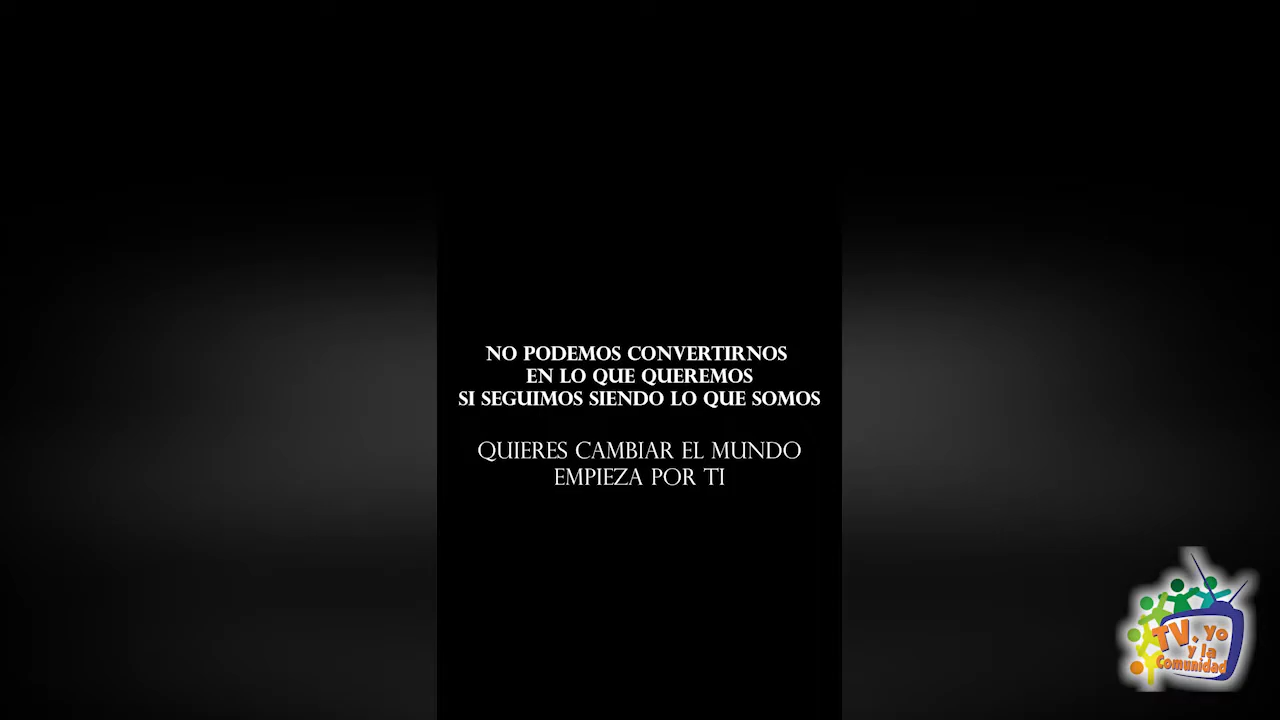 NO PODEMOS CONVERTIRNOS
EN LO QUE QUEREMOS
SI SEGUIMOS SIENDO LO QUE SOMOS
QUIERES CAMBIAR EL MUNDO
EMPIEZA POR TI
TV, Yo
y la
Comunidad